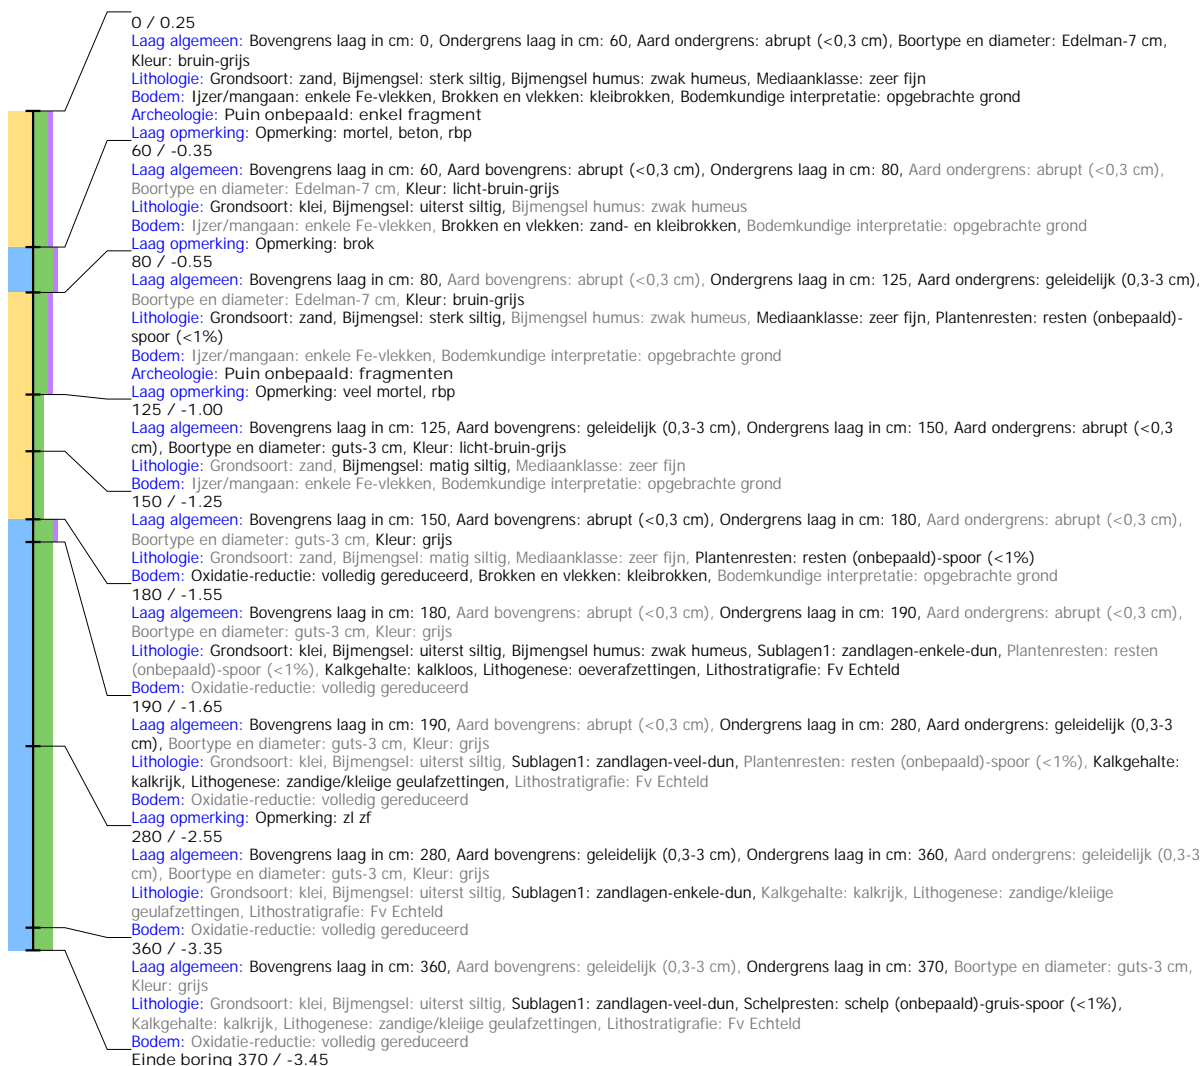 0 / 0.25
Laag algemeen: Bovengrens laag in cm: 0, Ondergrens laag in cm: 60, Aard ondergrens: abrupt (<0,3 cm), Boortype en diameter: Edelman-7 cm,
Kleur: bruin-grijs
Lithologie: Grondsoort: zand, Bijmengsel: sterk siltig, Bijmengsel humus: zwak humeus, Mediaanklasse: zeer fijn
Bodem: Ijzer/mangaan: enkele Fe-vlekken, Brokken en vlekken: kleibrokken, Bodemkundige interpretatie: opgebrachte grond
Archeologie: Puin onbepaald: enkel fragment
Laag opmerking: Opmerking: mortel, beton, rbp
60 / -0.35
Laag algemeen: Bovengrens laag in cm: 60, Aard bovengrens: abrupt (<0,3 cm), Ondergrens laag in cm: 80, Aard ondergrens: abrupt (<0,3 cm),
Boortype en diameter: Edelman-7 cm, Kleur: licht-bruin-grijs
Lithologie: Grondsoort: klei, Bijmengsel: uiterst siltig, Bijmengsel humus: zwak humeus
Bodem: Ijzer/mangaan: enkele Fe-vlekken, Brokken en vlekken: zand- en kleibrokken, Bodemkundige interpretatie: opgebrachte grond
Laag opmerking: Opmerking: brok
80 / -0.55
Laag algemeen: Bovengrens laag in cm: 80, Aard bovengrens: abrupt (<0,3 cm), Ondergrens laag in cm: 125, Aard ondergrens: geleidelijk (0,3-3 cm),
Boortype en diameter: Edelman-7 cm, Kleur: bruin-grijs
Lithologie: Grondsoort: zand, Bijmengsel: sterk siltig, Bijmengsel humus: zwak humeus, Mediaanklasse: zeer fijn, Plantenresten: resten (onbepaald)-
spoor (<1%)
Bodem: Ijzer/mangaan: enkele Fe-vlekken, Bodemkundige interpretatie: opgebrachte grond
Archeologie: Puin onbepaald: fragmenten
Laag opmerking: Opmerking: veel mortel, rbp
125 / -1.00
Laag algemeen: Bovengrens laag in cm: 125, Aard bovengrens: geleidelijk (0,3-3 cm), Ondergrens laag in cm: 150, Aard ondergrens: abrupt (<0,3
cm), Boortype en diameter: guts-3 cm, Kleur: licht-bruin-grijs
Lithologie: Grondsoort: zand, Bijmengsel: matig siltig, Mediaanklasse: zeer fijn
Bodem: Ijzer/mangaan: enkele Fe-vlekken, Bodemkundige interpretatie: opgebrachte grond
150 / -1.25
Laag algemeen: Bovengrens laag in cm: 150, Aard bovengrens: abrupt (<0,3 cm), Ondergrens laag in cm: 180, Aard ondergrens: abrupt (<0,3 cm),
Boortype en diameter: guts-3 cm, Kleur: grijs
Lithologie: Grondsoort: zand, Bijmengsel: matig siltig, Mediaanklasse: zeer fijn, Plantenresten: resten (onbepaald)-spoor (<1%)
Bodem: Oxidatie-reductie: volledig gereduceerd, Brokken en vlekken: kleibrokken, Bodemkundige interpretatie: opgebrachte grond
180 / -1.55
Laag algemeen: Bovengrens laag in cm: 180, Aard bovengrens: abrupt (<0,3 cm), Ondergrens laag in cm: 190, Aard ondergrens: abrupt (<0,3 cm),
Boortype en diameter: guts-3 cm, Kleur: grijs
Lithologie: Grondsoort: klei, Bijmengsel: uiterst siltig, Bijmengsel humus: zwak humeus, Sublagen1: zandlagen-enkele-dun, Plantenresten: resten
(onbepaald)-spoor (<1%), Kalkgehalte: kalkloos, Lithogenese: oeverafzettingen, Lithostratigrafie: Fv Echteld
Bodem: Oxidatie-reductie: volledig gereduceerd
190 / -1.65
Laag algemeen: Bovengrens laag in cm: 190, Aard bovengrens: abrupt (<0,3 cm), Ondergrens laag in cm: 280, Aard ondergrens: geleidelijk (0,3-3
cm), Boortype en diameter: guts-3 cm, Kleur: grijs
Lithologie: Grondsoort: klei, Bijmengsel: uiterst siltig, Sublagen1: zandlagen-veel-dun, Plantenresten: resten (onbepaald)-spoor (<1%), Kalkgehalte:
kalkrijk, Lithogenese: zandige/kleiige geulafzettingen, Lithostratigrafie: Fv Echteld
Bodem: Oxidatie-reductie: volledig gereduceerd
Laag opmerking: Opmerking: zl zf
280 / -2.55
Laag algemeen: Bovengrens laag in cm: 280, Aard bovengrens: geleidelijk (0,3-3 cm), Ondergrens laag in cm: 360, Aard ondergrens: geleidelijk (0,3-3
cm), Boortype en diameter: guts-3 cm, Kleur: grijs
Lithologie: Grondsoort: klei, Bijmengsel: uiterst siltig, Sublagen1: zandlagen-enkele-dun, Kalkgehalte: kalkrijk, Lithogenese: zandige/kleiige
geulafzettingen, Lithostratigrafie: Fv Echteld
Bodem: Oxidatie-reductie: volledig gereduceerd
360 / -3.35
Laag algemeen: Bovengrens laag in cm: 360, Aard bovengrens: geleidelijk (0,3-3 cm), Ondergrens laag in cm: 370, Boortype en diameter: guts-3 cm,
Kleur: grijs
Lithologie: Grondsoort: klei, Bijmengsel: uiterst siltig, Sublagen1: zandlagen-veel-dun, Schelpresten: schelp (onbepaald)-gruis-spoor (<1%),
Kalkgehalte: kalkrijk, Lithogenese: zandige/kleiige geulafzettingen, Lithostratigrafie: Fv Echteld
Bodem: Oxidatie-reductie: volledig gereduceerd
Einde boring 370 / -3.45